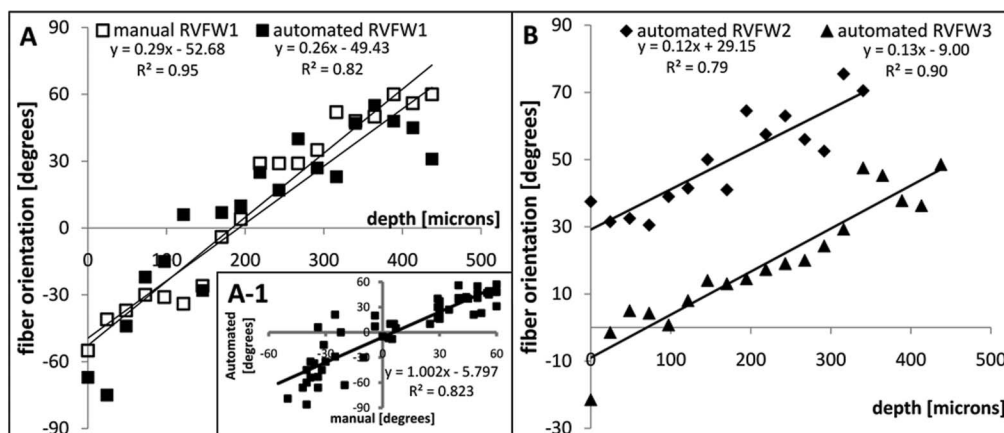 A
manual RVFW1
automated RVFW1
y = 0.29x - 52.68
y = 0.26x - 49.43
R² = 0.95
R² = 0.82
fiber orientation [degrees]
90
60
30
0
-30
-60
-90
depth [microns]
0
100
200
300
400
500
A-1
Automated
[degrees]
60
30
0
-30
-60
-90
-60
-30
0
30
60
y = 1.002x - 5.797
R² = 0.823
manual [degrees]
B
automated RVFW2
automated RVFW3
y = 0.12x + 29.15
y = 0.13x - 9.00
R² = 0.79
R² = 0.90
fiber orientation [degrees]
90
70
50
30
10
-10
-30
0
100
200
300
400
500
depth [microns]